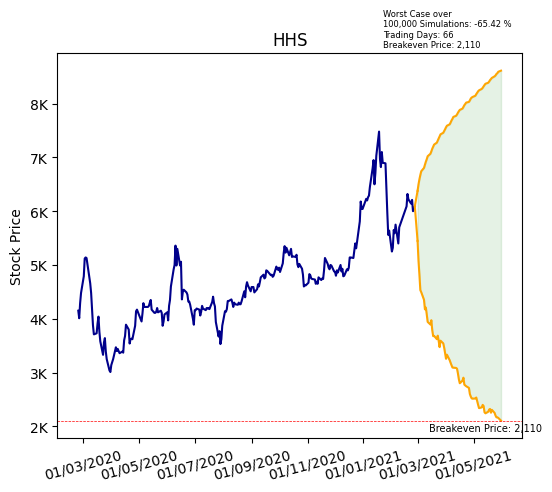 Worst Case over
100,000 Simulations: -65.42 %
Trading Days: 66
Breakeven Price: 2,110
HHS
Stock Price
8K
7K
6K
5K
4K
3K
2K
Breakeven Price: 2,110
01/03/2020
01/05/2020
01/07/2020
01/09/2020
01/11/2020
01/01/2021
01/03/2021
01/05/2021